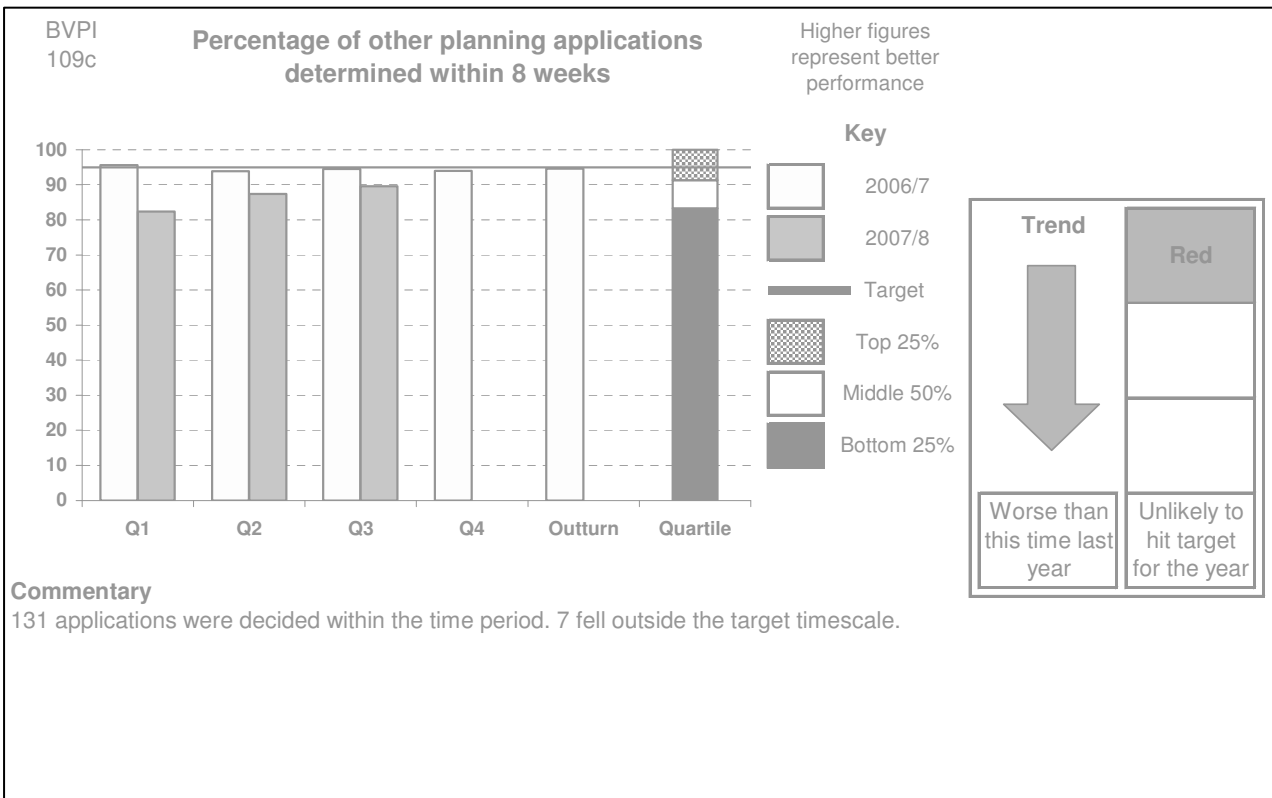 BVPI
109c
Percentage of other planning applications
determined within 8 weeks
Higher figures
represent better
performance
100
90
80
70
60
50
40
30
20
10
0
Q1
Q2
Q3
Q4
Outturn
Quartile
Key
2006/7
2007/8
Target
Top 25%
Middle 50%
Bottom 25%
Trend
Worse than
this time last
year
Red
Unlikely to
hit target
for the year
Commentary
131 applications were decided within the time period. 7 fell outside the target timescale.